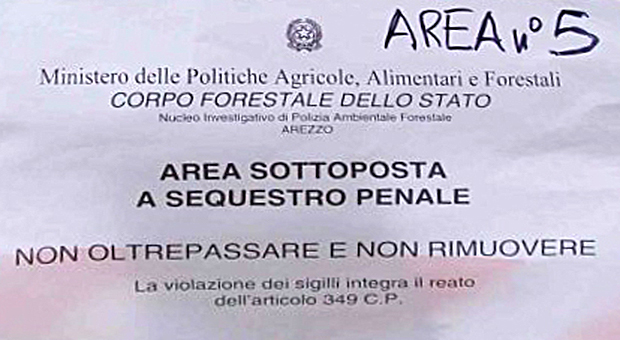 AREA n° 5
Ministero delle Politiche Agricole, Alimentari e Forestali
CORPO FORESTALE DELLO STATO
Nucleo Investigativo di Polizia Ambientale Forestale
AREZZO
AREA SOTTOPOSTA
A SEQUESTRO PENALE
NON OLTREPASSARE E NON RIMUOVERE
La violazione dei sigilli integra il reato
dell'articolo 349 C.P.